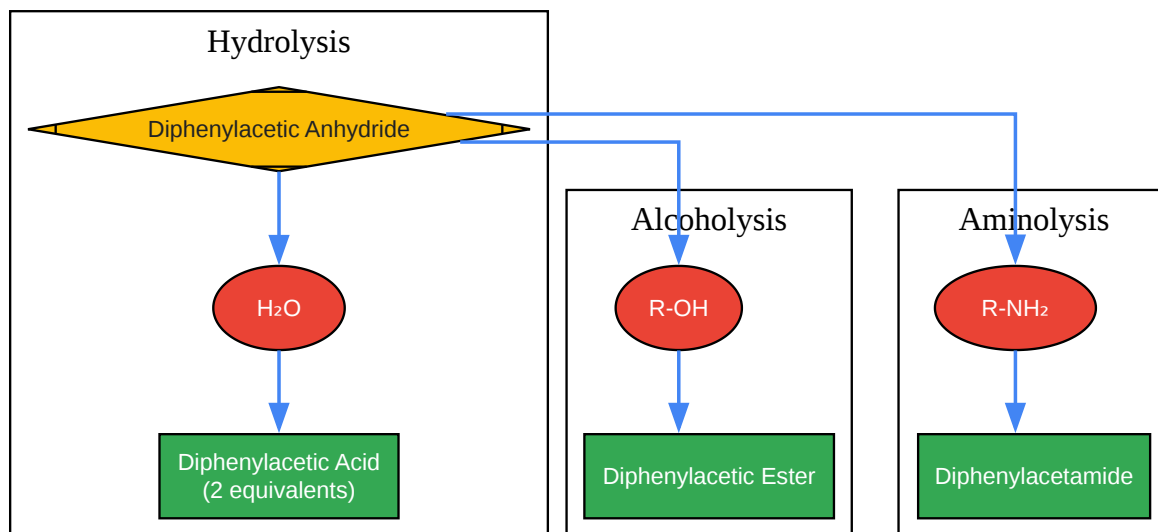 Hydrolysis
Diphenylacetic Anhydride
Alcoholysis
Aminolysis
H₂O
R-OH
R-NH₂
Diphenylacetic Acid
(2 equivalents)
Diphenylacetic Ester
Diphenylacetamide